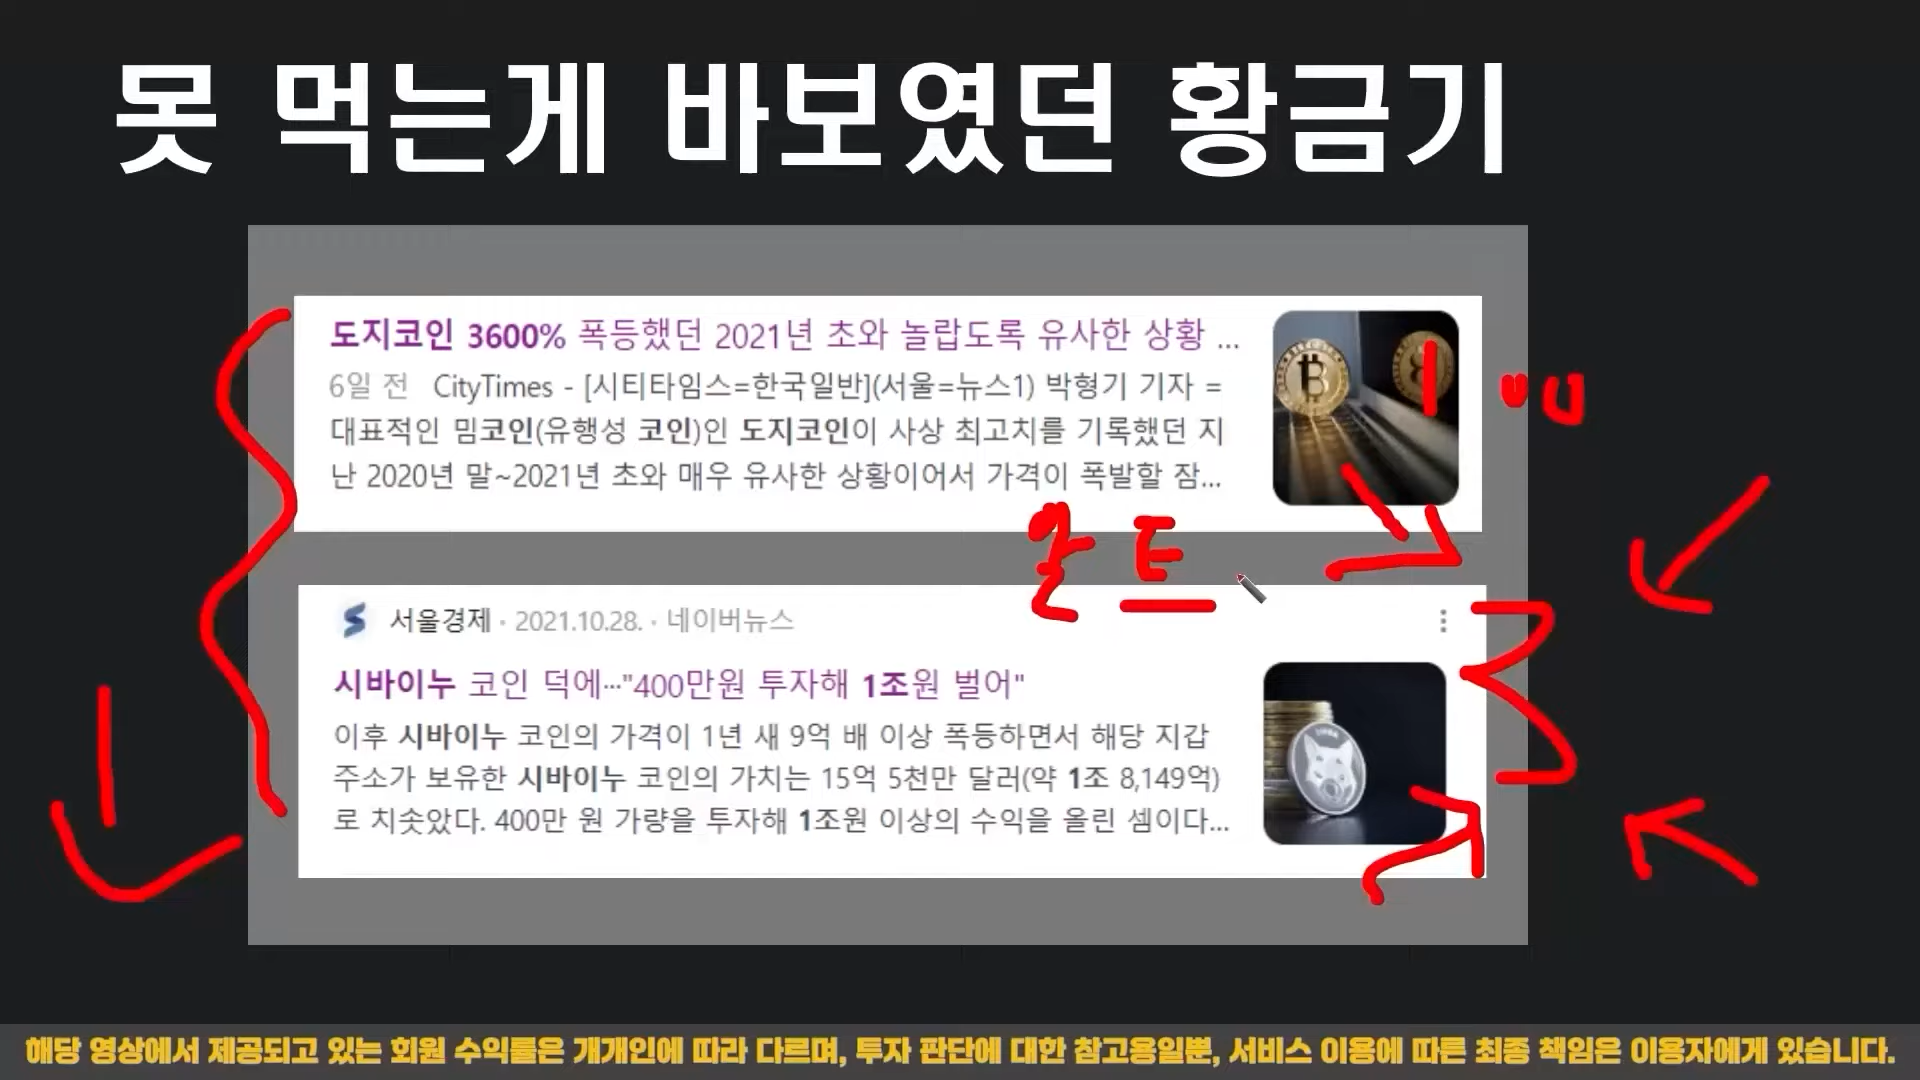 못 먹는게 바보였던 황금기
도지코인 3600% 폭등했던 2021년 초와 놀랍도록 유사한 상황 ...
6일 전 CityTimes - [시티타임스=한국일반](서울=뉴스1) 박형기 기자 =
대표적인 밈코인(유행성 코인)인 도지코인이 사상 최고치를 기록했던 지
난 2020년 말~2021년 초와 매우 유사한 상황이어서 가격이 폭발할 잠...
알트
서울경제 · 2021.10.28. · 네이버뉴스
시바이누 코인 덕에…"400만원 투자해 1조원 벌어"
이후 시바이누 코인의 가격이 1년 새 9억 배 이상 폭등하면서 해당 지갑
주소가 보유한 시바이누 코인의 가치는 15억 5천만 달러(약 1조 8,149억)
로 치솟았다. 400만 원 가량을 투자해 1조원 이상의 수익을 올린 셈이다...
해당 영상에서 제공되고 있는 회원 수익률은 개개인에 따라 다르며, 투자 판단에 대한 참고용일뿐, 서비스 이용에 따른 최종 책임은 이용자에게 있습니다.